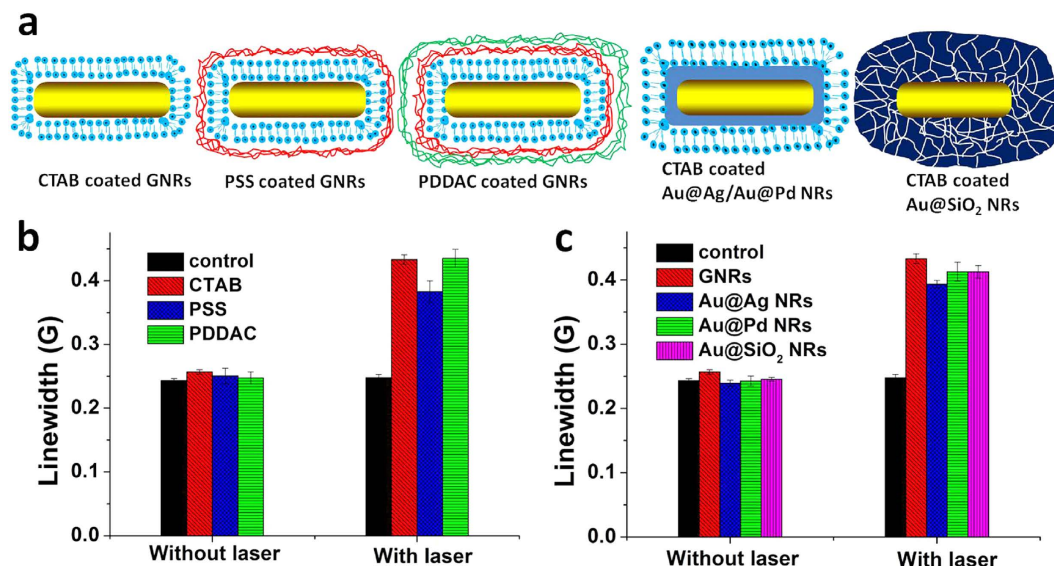 a
CTAB coated GNRs
PSS coated GNRs
PDDAC coated GNRs
CTAB coated
Au@Ag/Au@Pd NRs
CTAB coated
Au@SiO₂ NRs
b
Linewidth (G)
0.4
0.3
0.2
0.1
0.0
control
CTAB
PSS
PDDAC
Without laser
With laser
c
Linewidth (G)
0.4
0.3
0.2
0.1
0.0
control
GNRs
Au@Ag NRs
Au@Pd NRs
Au@SiO₂ NRs
Without laser
With laser